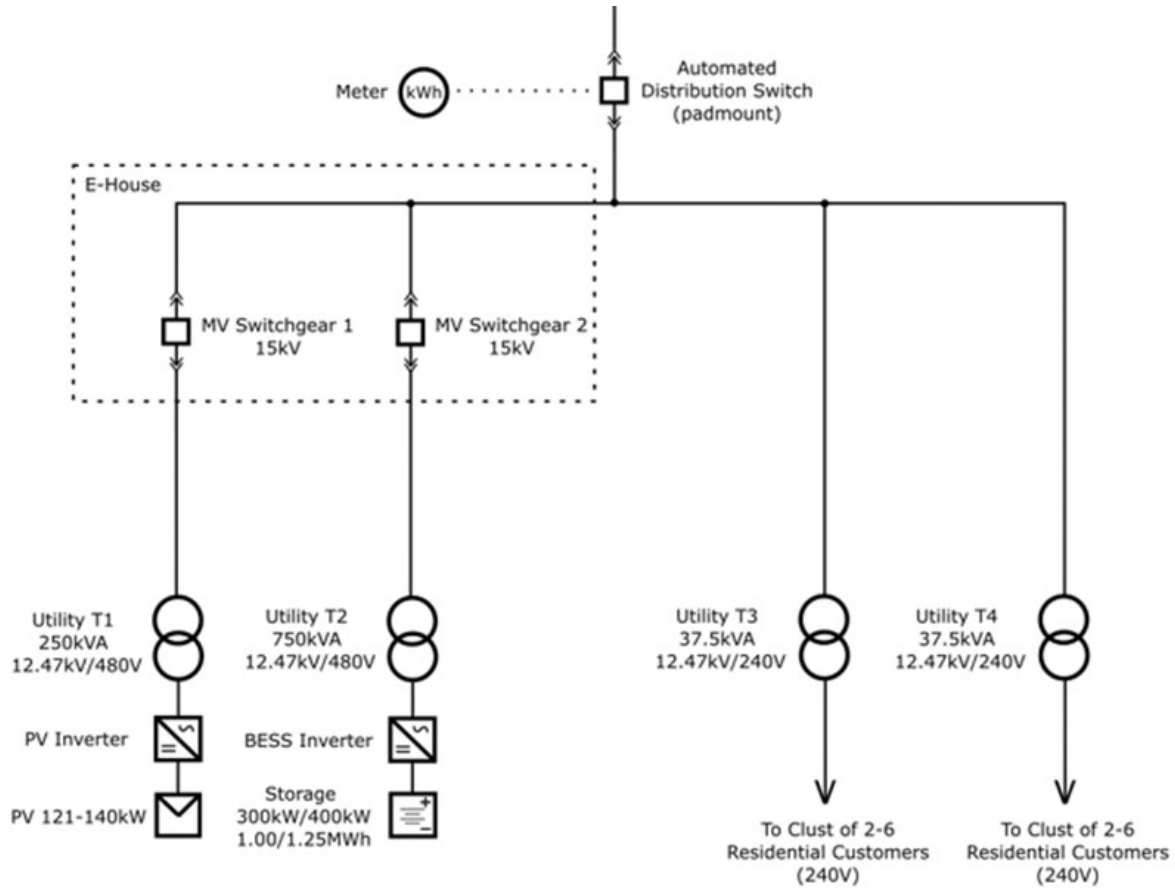 Meter
kWh
Automated
Distribution Switch
(padmount)
E-House
MV Switchgear 1
15kV
MV Switchgear 2
15kV
Utility T1
250kVA
12.47kV/480V
Utility T2
750kVA
12.47kV/480V
Utility T3
37.5kVA
12.47kV/240V
Utility T4
37.5kVA
12.47kV/240V
PV Inverter
BESS Inverter
PV 121-140kW
Storage
300kW/400kW
1.00/1.25MWh
To Clust of 2-6
Residential Customers
(240V)
To Clust of 2-6
Residential Customers
(240V)